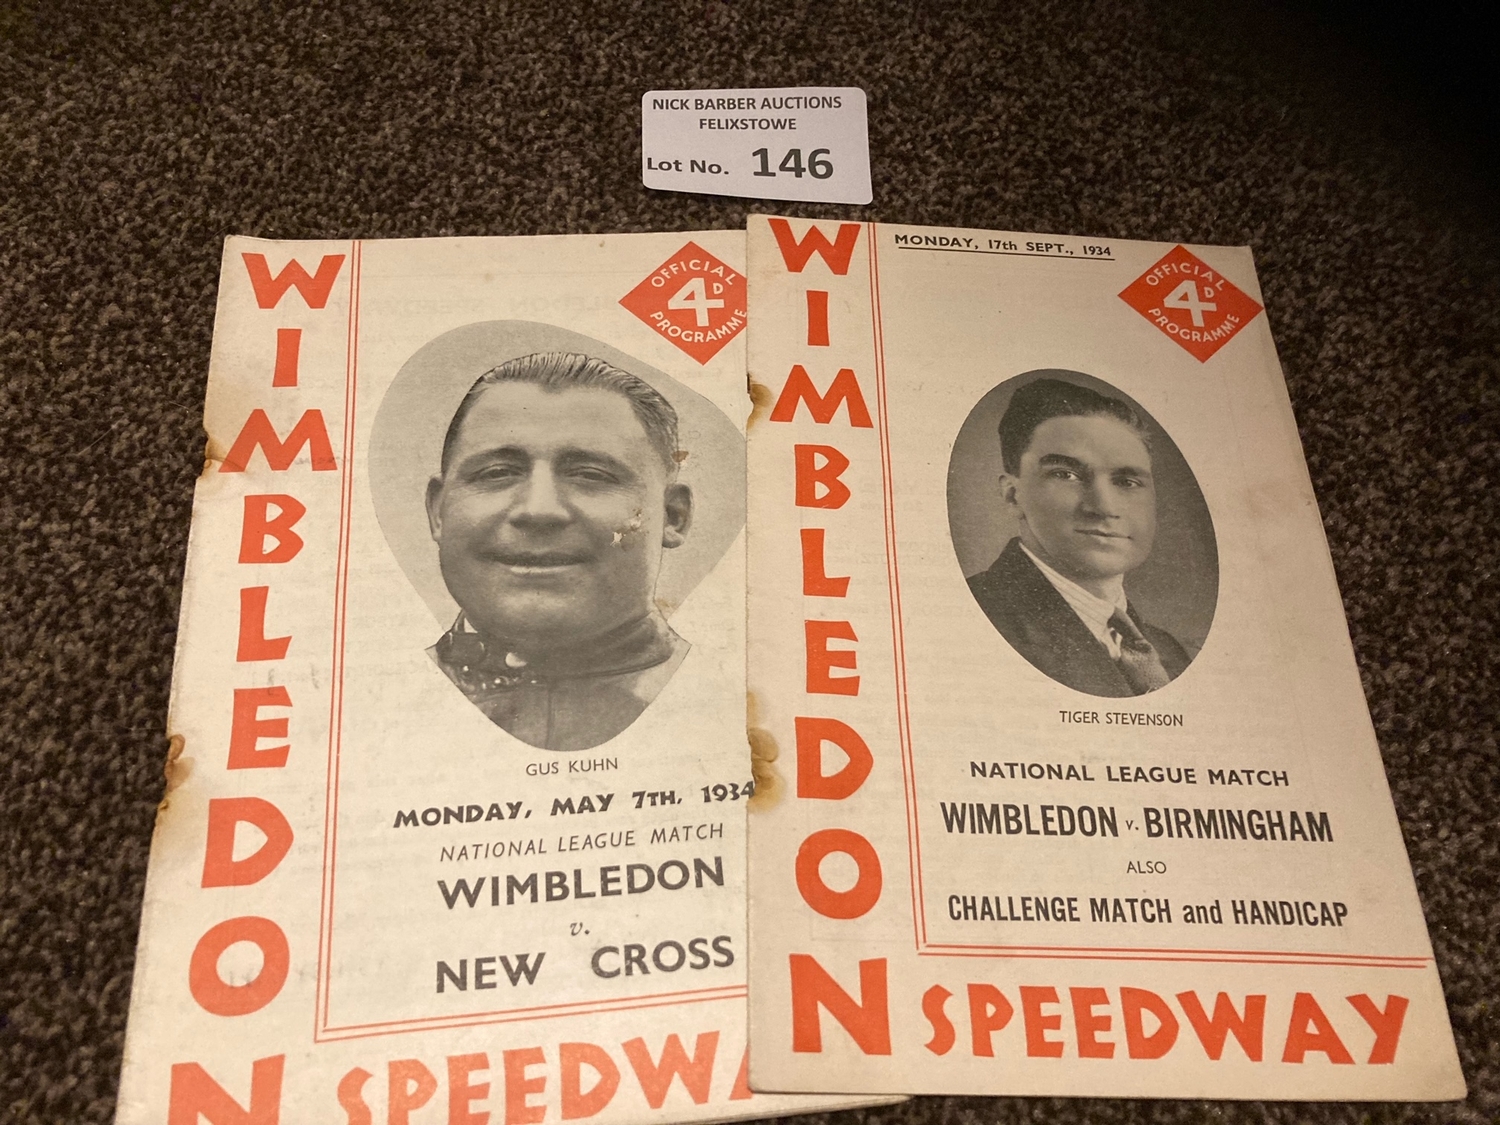 NICK BARBER AUCTIONS
FELIXSTOWE
Lot No. 146
WIMBLEDON
OFFICIAL
4D
PROGRAMME
GUS KUHN
MONDAY, MAY 7TH, 1934
NATIONAL LEAGUE MATCH
WIMBLEDON
v.
NEW CROSS
SPEEDWA
WIMBLEDON
MONDAY, 17th SEPT., 1934
OFFICIAL
4D
PROGRAMME
TIGER STEVENSON
NATIONAL LEAGUE MATCH
WIMBLEDON v. BIRMINGHAM
ALSO
CHALLENGE MATCH and HANDICAP
SPEEDWAY